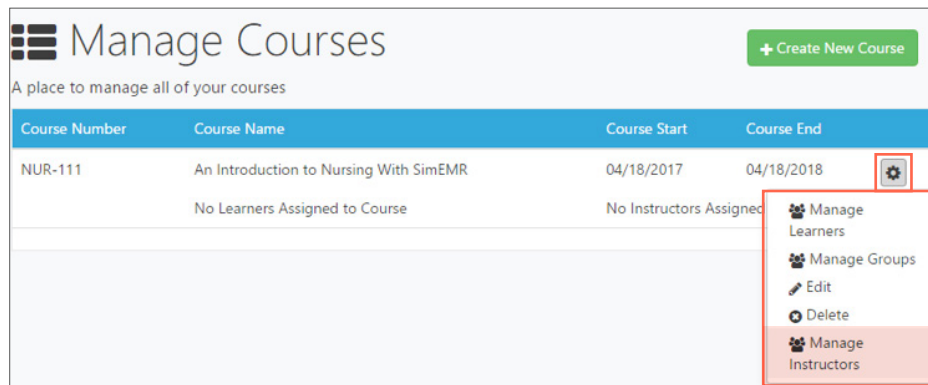 Manage Courses
+ Create New Course
A place to manage all of your courses
Course Number Course Name Course Start Course End
NUR-111 An Introduction to Nursing With SimEMR 04/18/2017 04/18/2018
No Learners Assigned to Course No Instructors Assigned
Manage
Learners
Manage Groups
Edit
Delete
Manage
Instructors